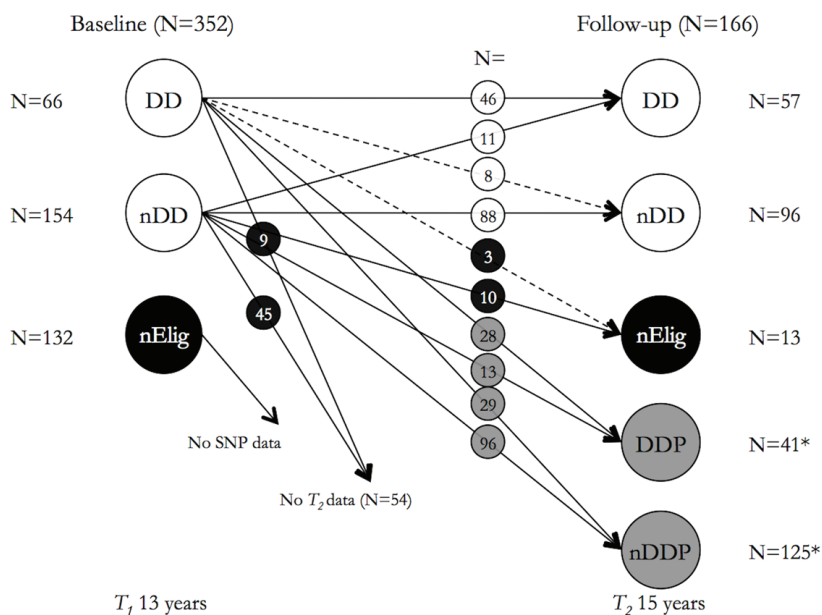 Baseline (N=352)
Follow-up (N=166)
N=
N=66
DD
46
DD
N=57
11
8
N=154
nDD
88
nDD
N=96
9
3
10
N=132
nElig
45
28
nElig
N=13
13
29
No SNP data
96
DDP
N=41*
No T2 data (N=54)
nDDP
N=125*
T1 13 years
T2 15 years